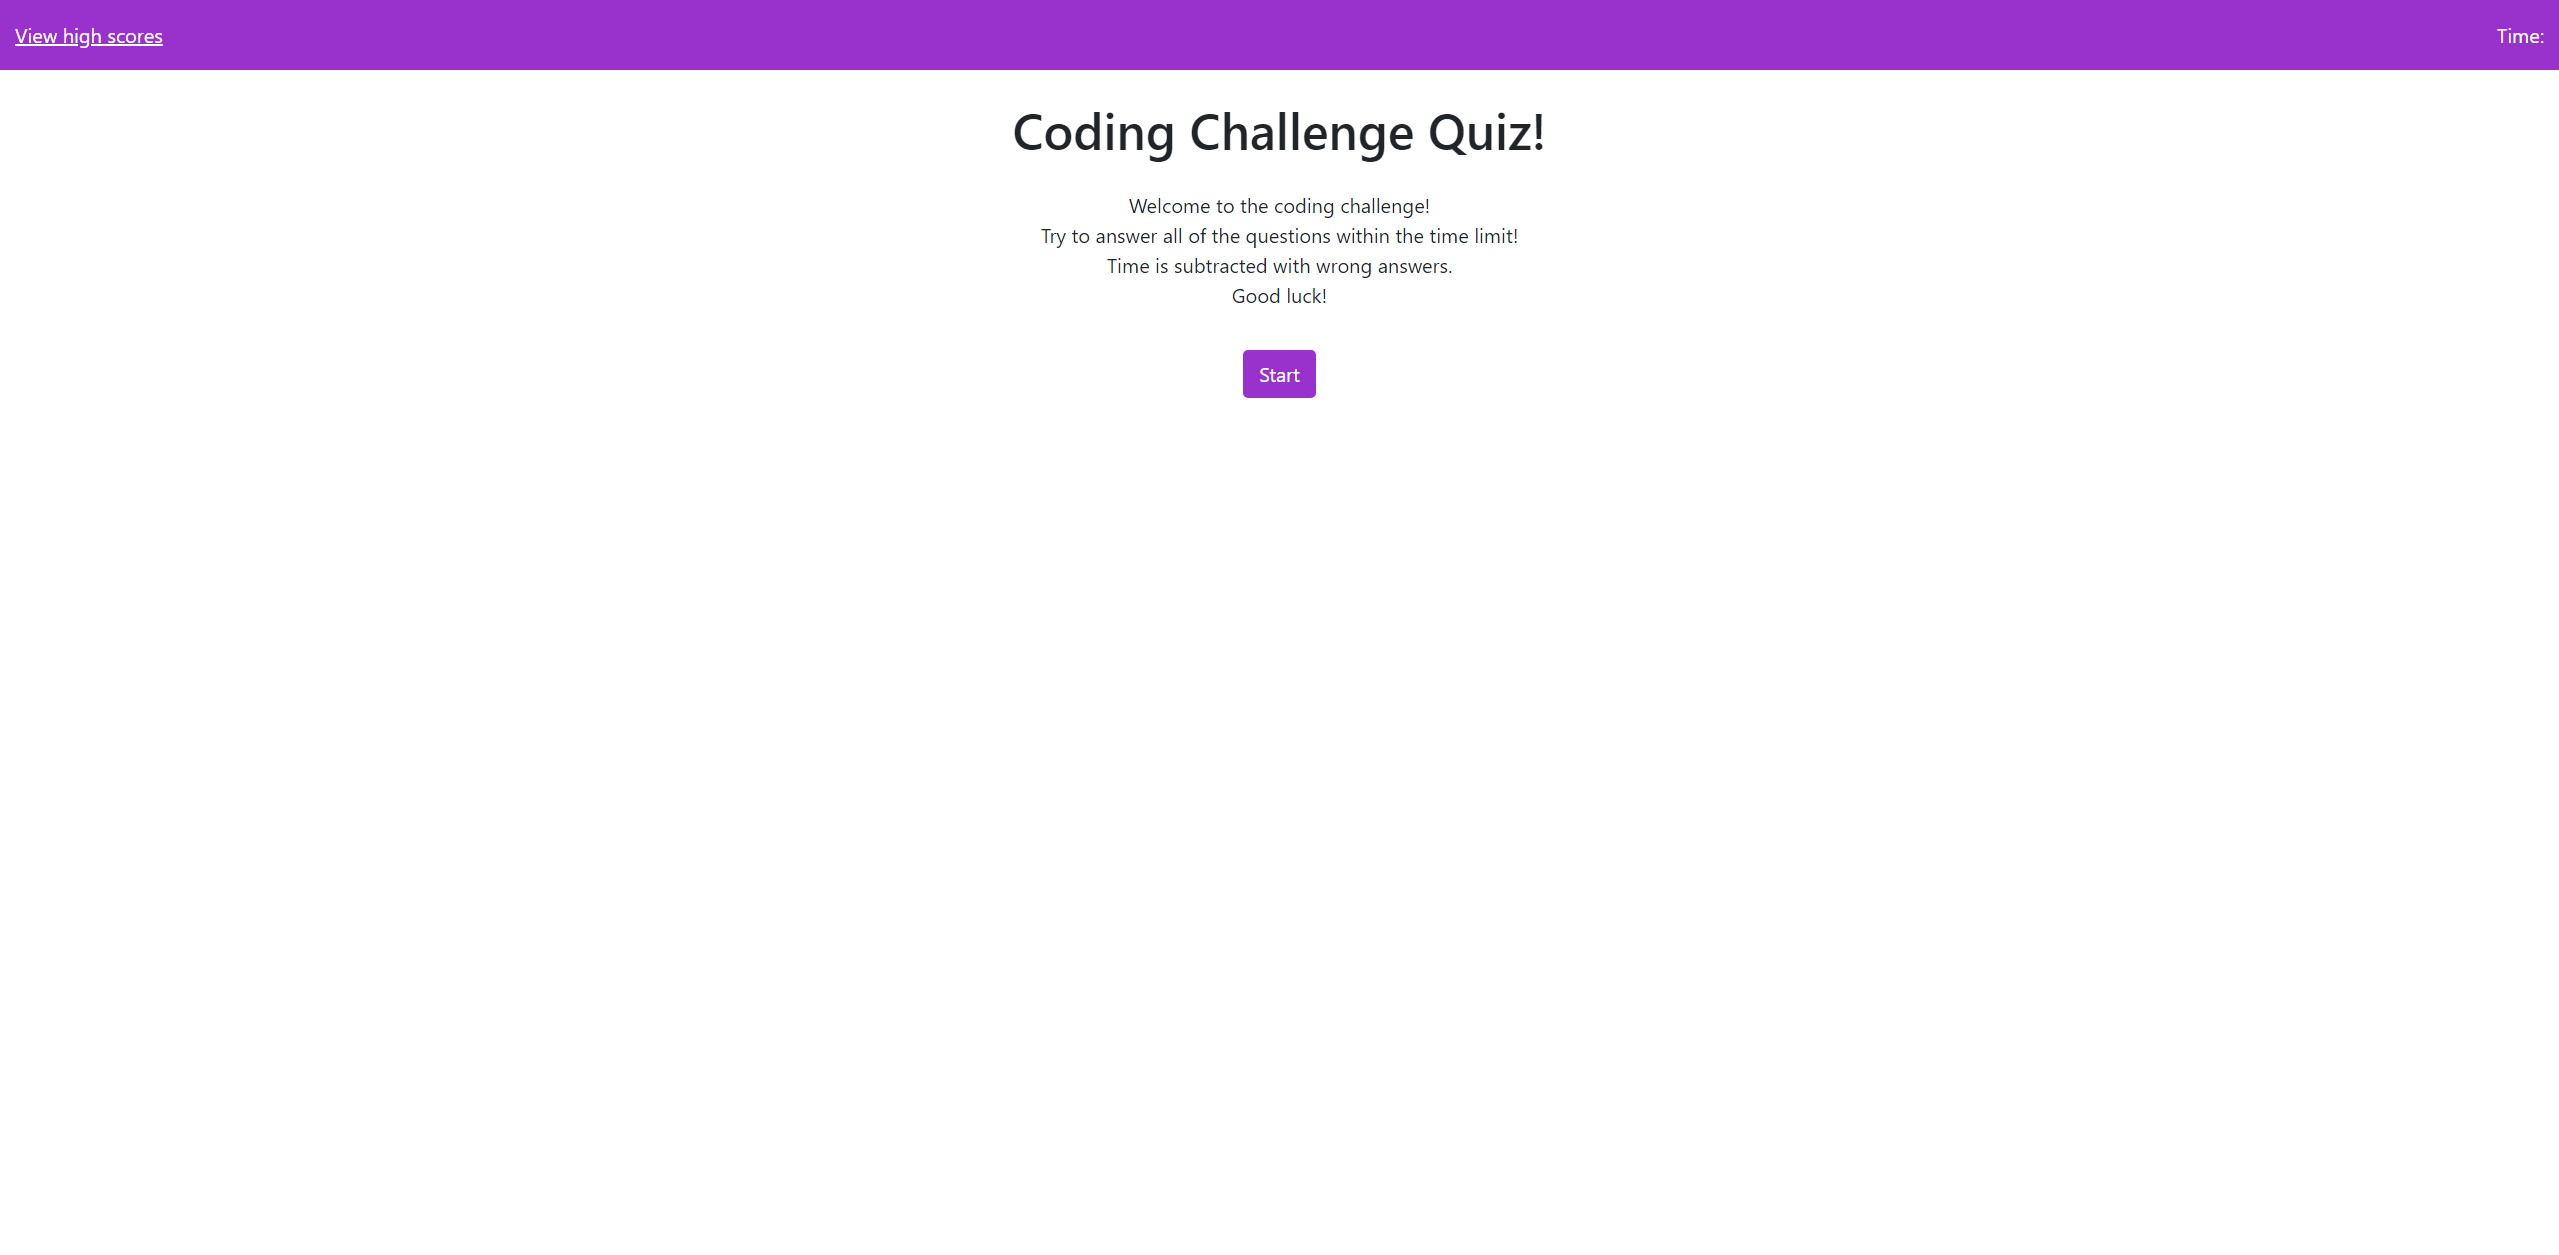 View high scores
Time:
Coding Challenge Quiz!
Welcome to the coding challenge!
Try to answer all of the questions within the time limit!
Time is subtracted with wrong answers.
Good luck!
Start